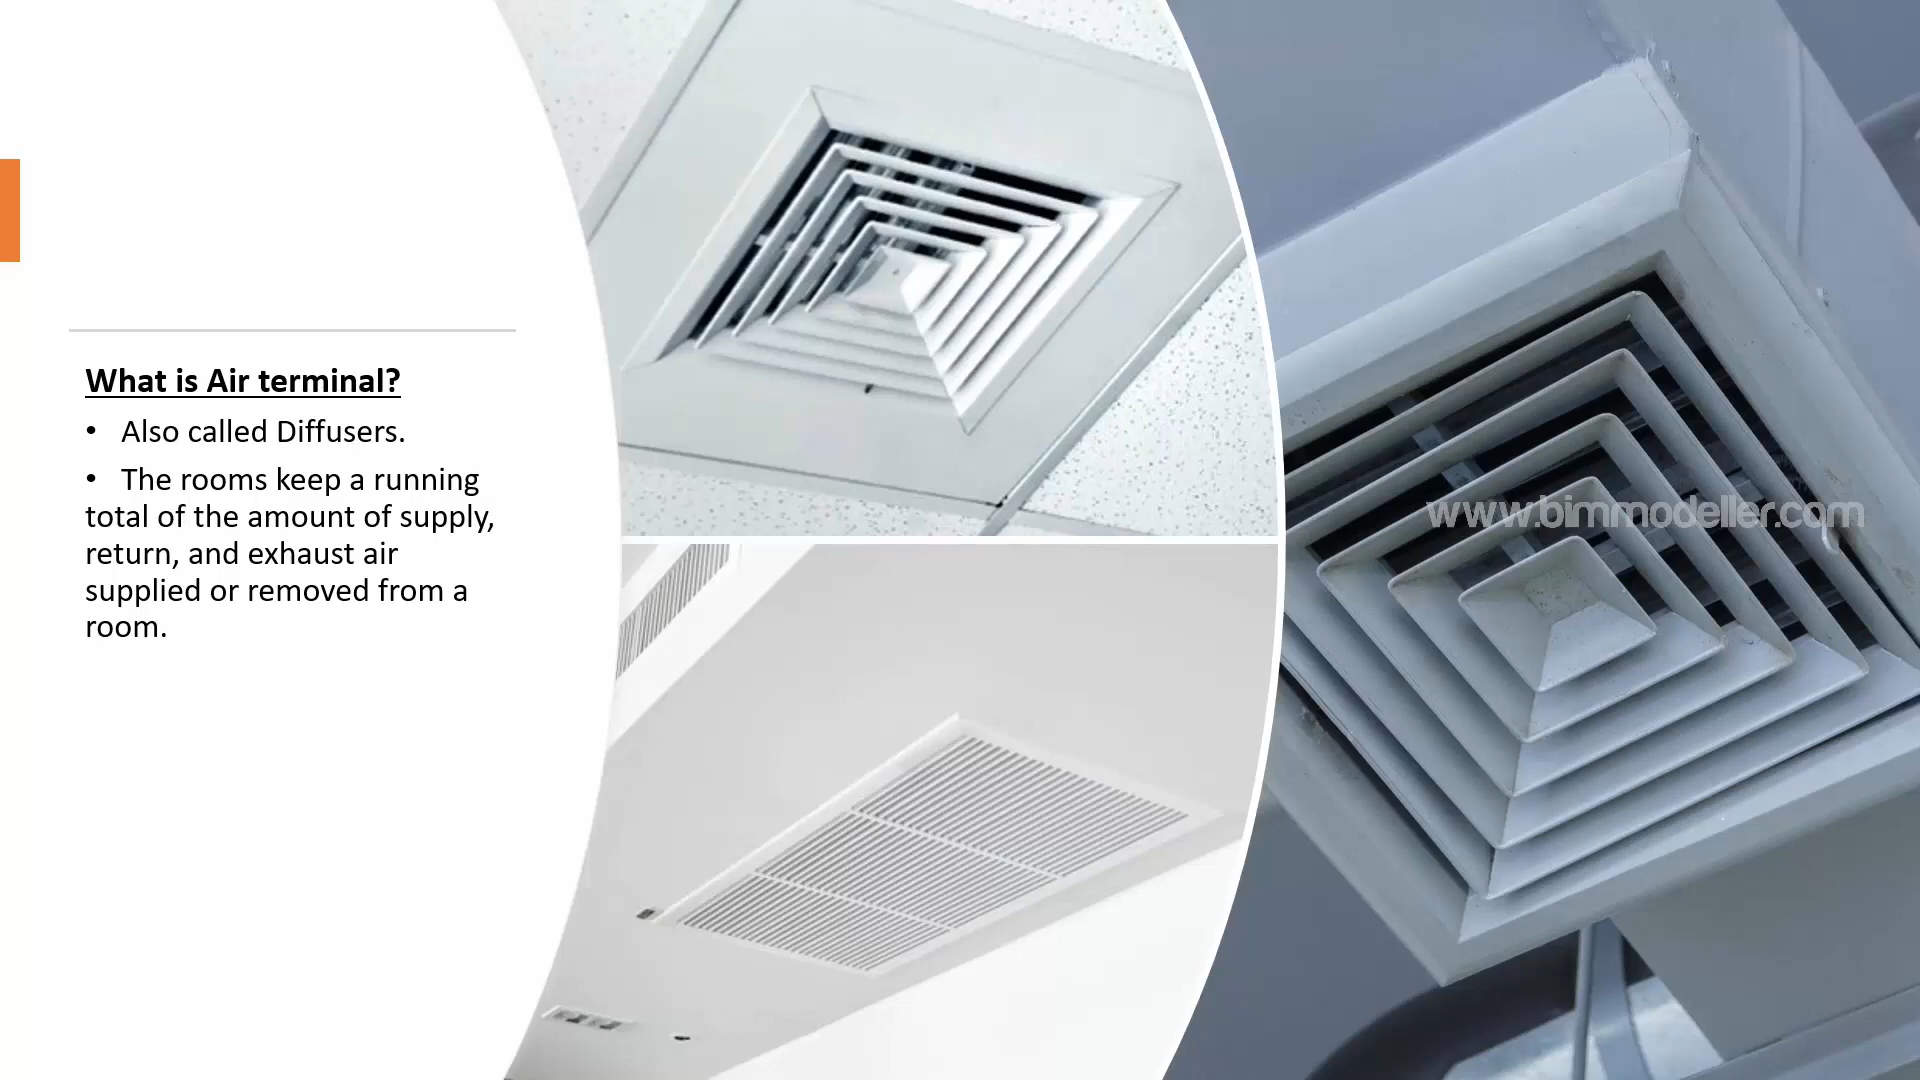 What is Air terminal?
• Also called Diffusers.
• The rooms keep a running
total of the amount of supply,
return, and exhaust air
supplied or removed from a
room.
www.bimmodeller.com